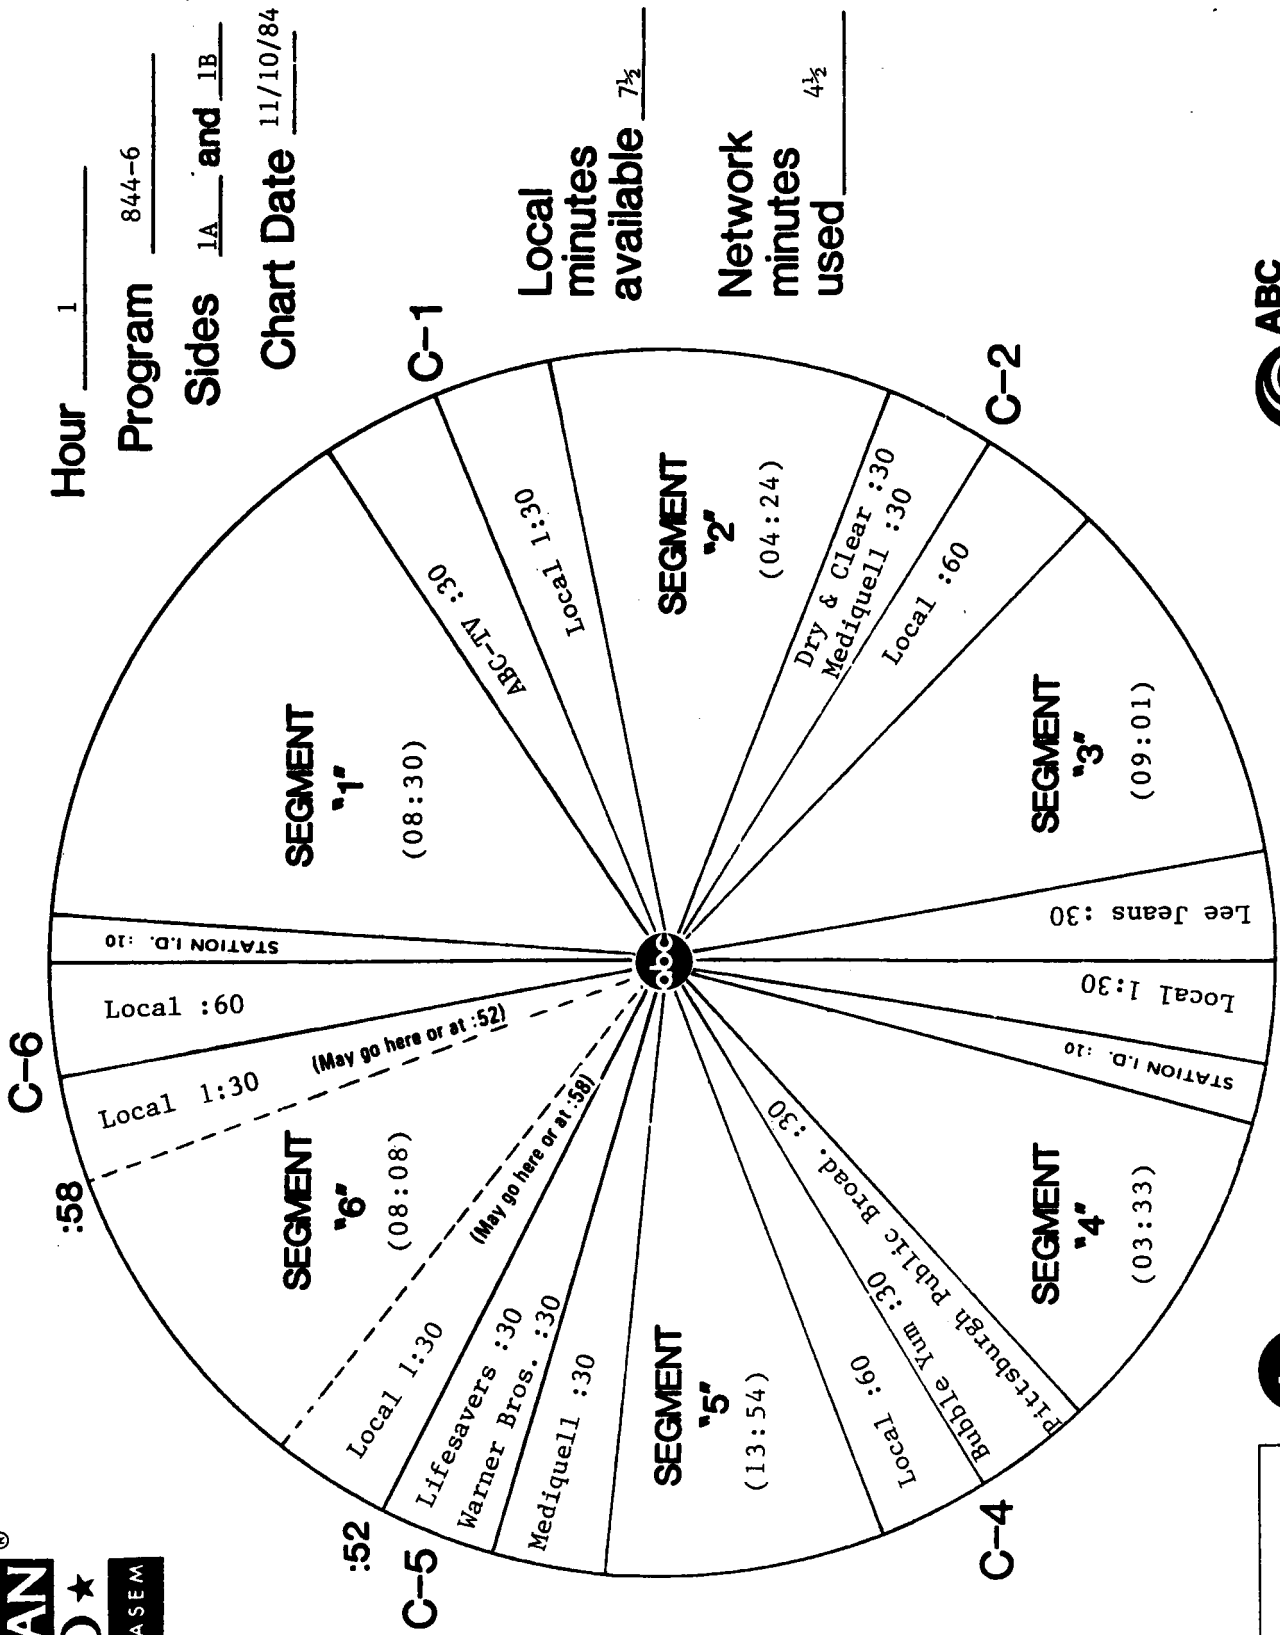 AN
®
ASEM
Hour 1
Program 844-6
Sides 1A and 1B
Chart Date 11/10/84
Local
minutes
available 7½
Network
minutes
used 4½
STATION I.D. :10
SEGMENT
"1"
(08:30)
ABC-TV :30
C-1
Local 1:30
SEGMENT
"2"
(04:24)
Dry & Clear :30
Mediquell :30
C-2
Local :60
SEGMENT
"3"
(09:01)
Lee Jeans :30
Local 1:30
STATION I.D. :10
SEGMENT
"4"
(03:33)
Pittsburgh Public Broad. :30
Bubble Yum :30
C-4
Local :60
SEGMENT
"5"
(13:54)
Mediquell :30
Warner Bros. :30
Lifesavers :30
C-5
:52
Local 1:30
(May go here or at :58)
SEGMENT
"6"
(08:08)
:58
(May go here or at :52)
Local 1:30
C-6
Local :60
abc
ABC